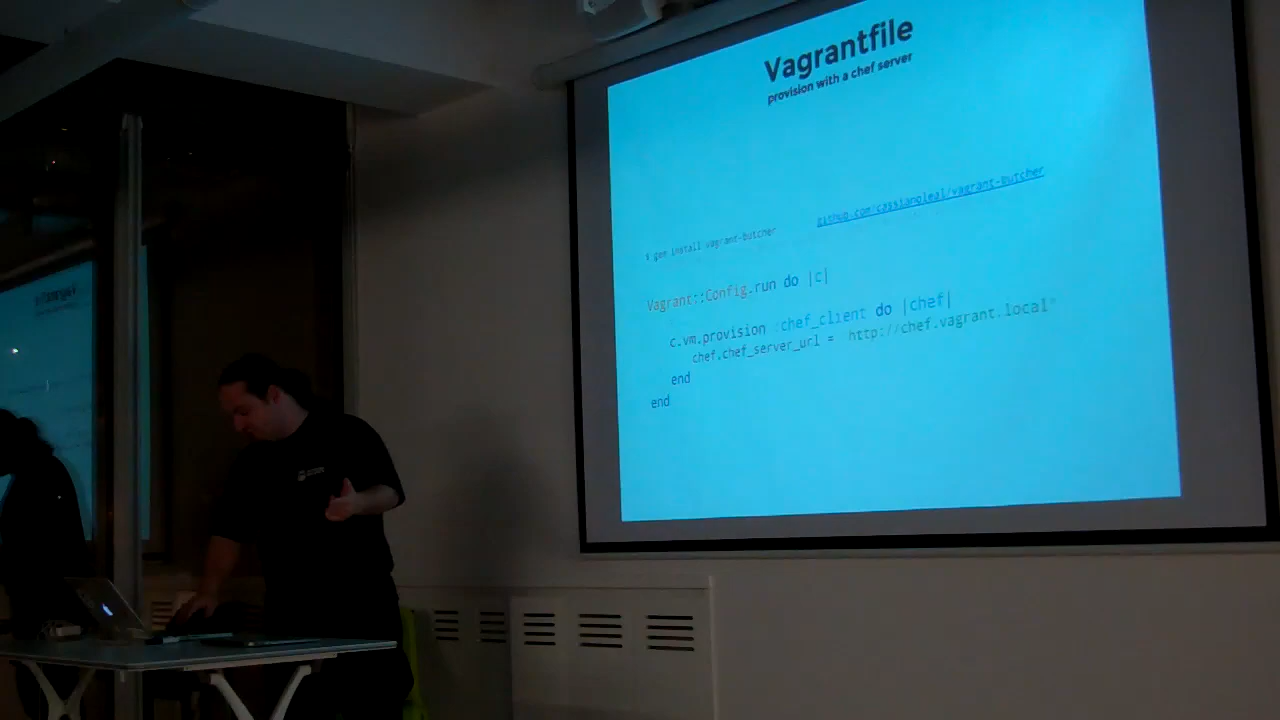 Vagrantfile
provision with a chef server
$ gem install vagrant-butcher github.com/cassianoleal/vagrant-butcher
Vagrant::Config.run do |c|
c.vm.provision :chef_client do |chef|
chef.chef_server_url = 'http://chef.vagrant.local'
end
end